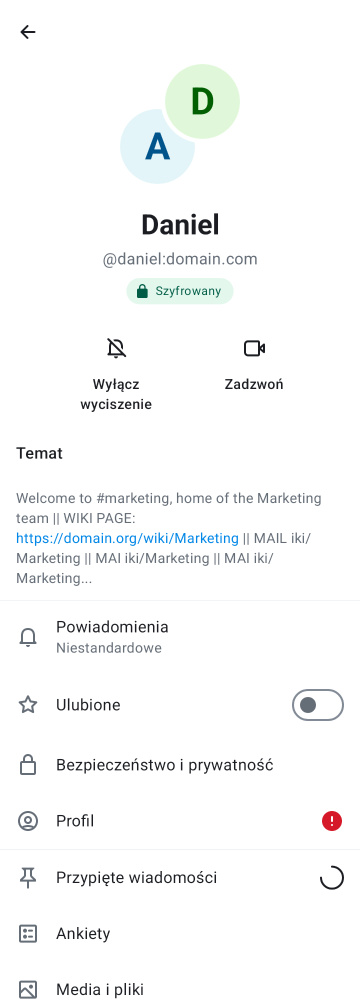 D
A
Daniel
@daniel:domain.com
Szyfrowany
Wyłącz
wyciszenie
Zadzwoń
Temat
Welcome to #marketing, home of the Marketing
team || WIKI PAGE:
https://domain.org/wiki/Marketing || MAIL iki/
Marketing || MAI iki/Marketing || MAI iki/
Marketing...
Powiadomienia
Niestandardowe
Ulubione
Bezpieczeństwo i prywatność
Profil
Przypięte wiadomości
Ankiety
Media i pliki